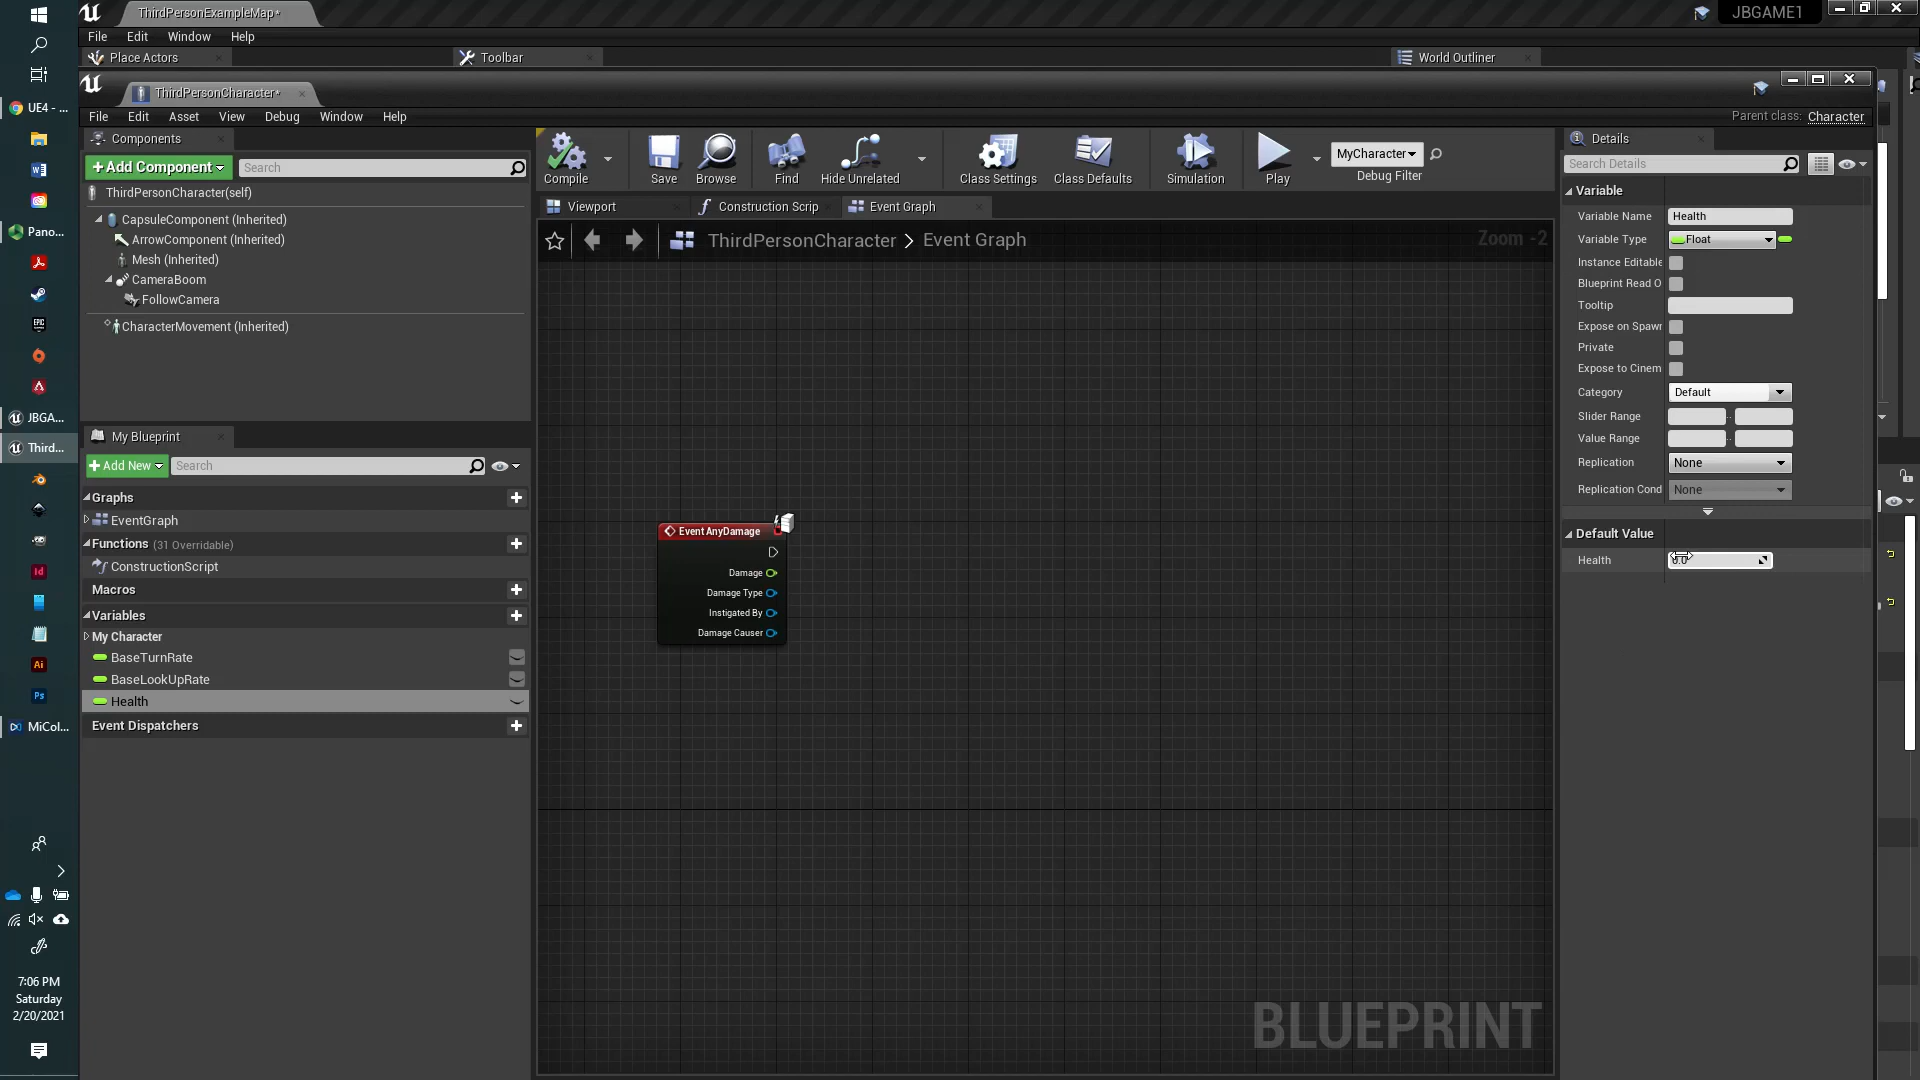 ThirdPersonExampleMap*
JBGAME1
File Edit Window Help
Place Actors
Toolbar
World Outliner
UE4 - ...
ThirdPersonCharacter*
File Edit Asset View Debug Window Help
Parent class: Character
Components
+Add Component
Search
ThirdPersonCharacter(self)
CapsuleComponent (Inherited)
ArrowComponent (Inherited)
Mesh (Inherited)
CameraBoom
FollowCamera
CharacterMovement (Inherited)
Compile
Save
Browse
Find
Hide Unrelated
Class Settings
Class Defaults
Simulation
Play
MyCharacter
Debug Filter
Viewport
Construction Scrip
Event Graph
ThirdPersonCharacter > Event Graph
Zoom -2
Event AnyDamage
Damage
Damage Type
Instigated By
Damage Causer
BLUEPRINT
My Blueprint
+Add New
Search
Graphs
EventGraph
Functions (31 Overridable)
ConstructionScript
Macros
Variables
My Character
BaseTurnRate
BaseLookUpRate
Health
Event Dispatchers
Details
Search Details
Variable
Variable Name Health
Variable Type Float
Instance Editable
Blueprint Read O
Tooltip
Expose on Spawn
Private
Expose to Cinem
Category Default
Slider Range
Value Range
Replication None
Replication Cond None
Default Value
Health 0.0
Pano...
EPIC
JBGA...
Third...
Id
Ai
Ps
MiCol...
7:06 PM
Saturday
2/20/2021